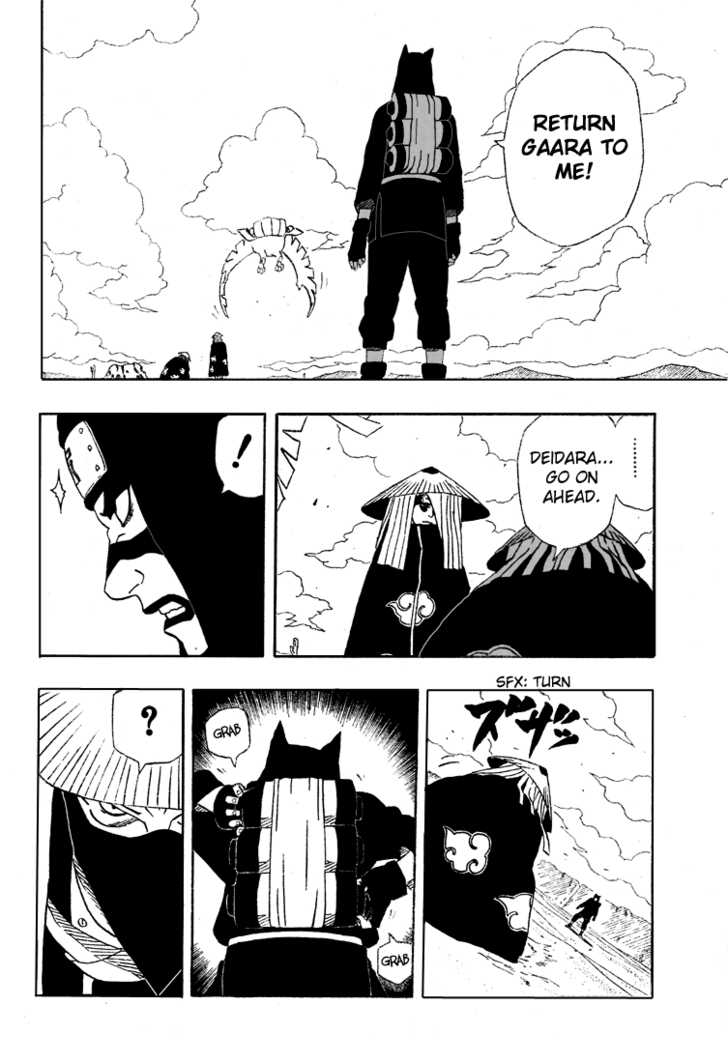 RETURN
GAARA TO
ME!
………
DEIDARA...
GO ON
AHEAD.
!
SFX: TURN
ズザッ
GRAB
GRAB
?